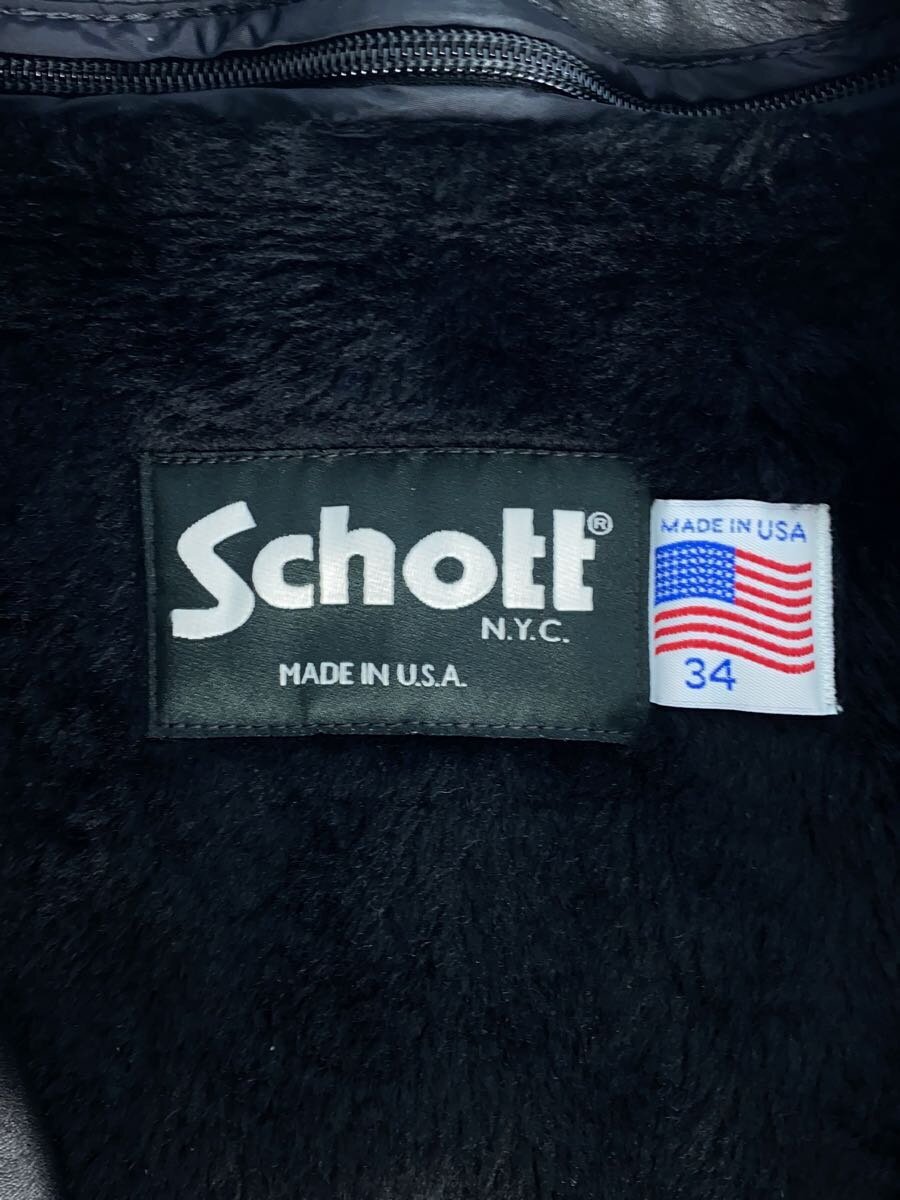 Schott®
N.Y.C.
MADE IN U.S.A.
MADE IN USA
34